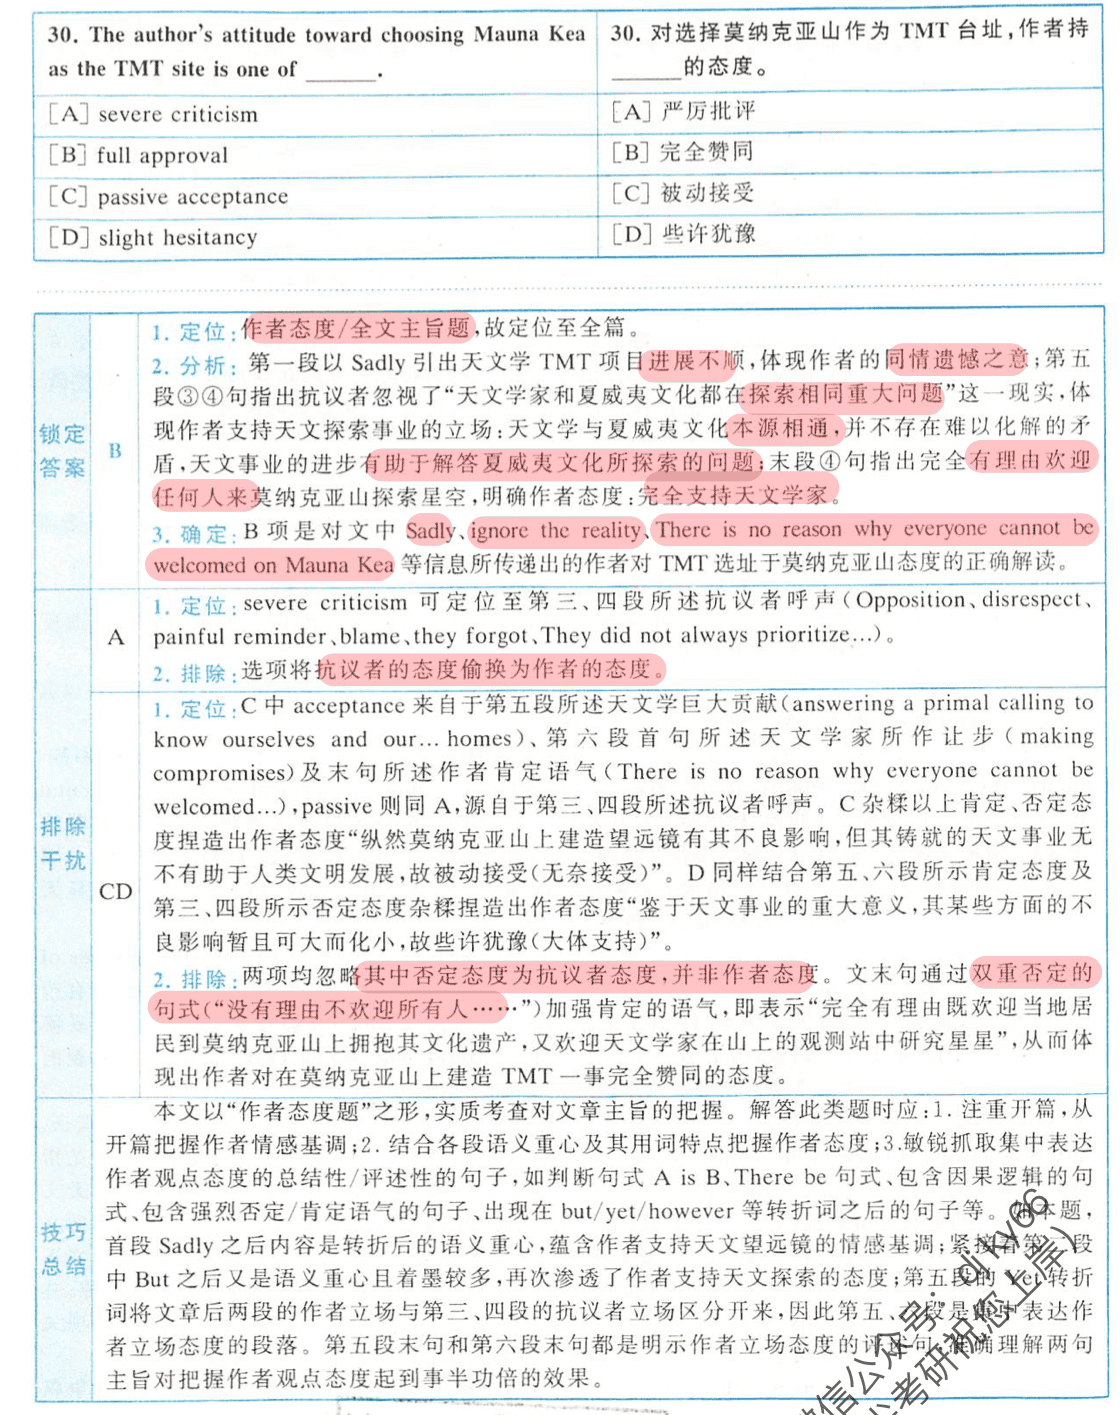 30. The author's attitude toward choosing Mauna Kea
as the TMT site is one of ______.
30. 对选择莫纳克亚山作为 TMT 台址,作者持
______的态度。
[A] severe criticism
[A] 严厉批评
[B] full approval
[B] 完全赞同
[C] passive acceptance
[C] 被动接受
[D] slight hesitancy
[D] 些许犹豫
锁定
答案
B
1. 定位:作者态度/全文主旨题,故定位至全篇。
2. 分析: 第一段以 Sadly 引出天文学 TMT 项目进展不顺,体现作者的同情遗憾之意;第五
段③④句指出抗议者忽视了“天文学家和夏威夷文化都在探索相同重大问题”这一现实,体
现作者支持天文探索事业的立场:天文学与夏威夷文化本源相通,并不存在难以化解的矛
盾,天文事业的进步有助于解答夏威夷文化所探索的问题;末段④句指出完全有理由欢迎
任何人来莫纳克亚山探索星空,明确作者态度:完全支持天文学家。
3. 确定: B 项是对文中 Sadly、ignore the reality、There is no reason why everyone cannot be
welcomed on Mauna Kea 等信息所传递出的作者对 TMT 选址于莫纳克亚山态度的正确解读。
排除
干扰
A
1. 定位: severe criticism 可定位至第三、四段所述抗议者呼声(Opposition、disrespect、
painful reminder、blame、they forgot、They did not always prioritize…)。
2. 排除:选项将抗议者的态度偷换为作者的态度。
CD
1. 定位:C 中 acceptance 来自于第五段所述天文学巨大贡献(answering a primal calling to
know ourselves and our… homes)、第六段首句所述天文学家所作让步(making
compromises)及末句所述作者肯定语气(There is no reason why everyone cannot be
welcomed…),passive 则同 A,源自于第三、四段所述抗议者呼声。C 杂糅以上肯定、否定态
度捏造出作者态度“纵然莫纳克亚山上建造望远镜有其不良影响,但其铸就的天文事业无
不有助于人类文明发展,故被动接受(无奈接受)”。D 同样结合第五、六段所示肯定态度及
第三、四段所示否定态度杂糅捏造出作者态度“鉴于天文事业的重大意义,其某些方面的不
良影响暂且可大而化小,故些许犹豫(大体支持)”。
2. 排除:两项均忽略其中否定态度为抗议者态度,并非作者态度。文末句通过双重否定的
句式(“没有理由不欢迎所有人……”)加强肯定的语气,即表示“完全有理由既欢迎当地居
民到莫纳克亚山上拥抱其文化遗产,又欢迎天文学家在山上的观测站中研究星星”,从而体
现出作者对在莫纳克亚山上建造 TMT 一事完全赞同的态度。
技巧
总结
本文以“作者态度题”之形,实质考查对文章主旨的把握。解答此类题时应:1. 注重开篇,从
开篇把握作者情感基调;2. 结合各段语义重心及其用词特点把握作者态度;3.敏锐抓取集中表达
作者观点态度的总结性/评述性的句子,如判断句式 A is B、There be 句式、包含因果逻辑的句
式、包含强烈否定/肯定语气的句子、出现在 but/yet/however 等转折词之后的句子等。如本题,
首段 Sadly 之后内容是转折后的语义重心,蕴含作者支持天文望远镜的情感基调;紧接着第二段
中 But 之后又是语义重心且着墨较多,再次渗透了作者支持天文探索的态度;第五段的 Yet 转折
词将文章后两段的作者立场与第三、四段的抗议者立场区分开来,因此第五、六段是集中表达作
者立场态度的段落。第五段末句和第六段末句都是明示作者立场态度的评述句,准确理解两句
主旨对把握作者观点态度起到事半功倍的效果。
微信公众号: djky66
考研祝您上岸)